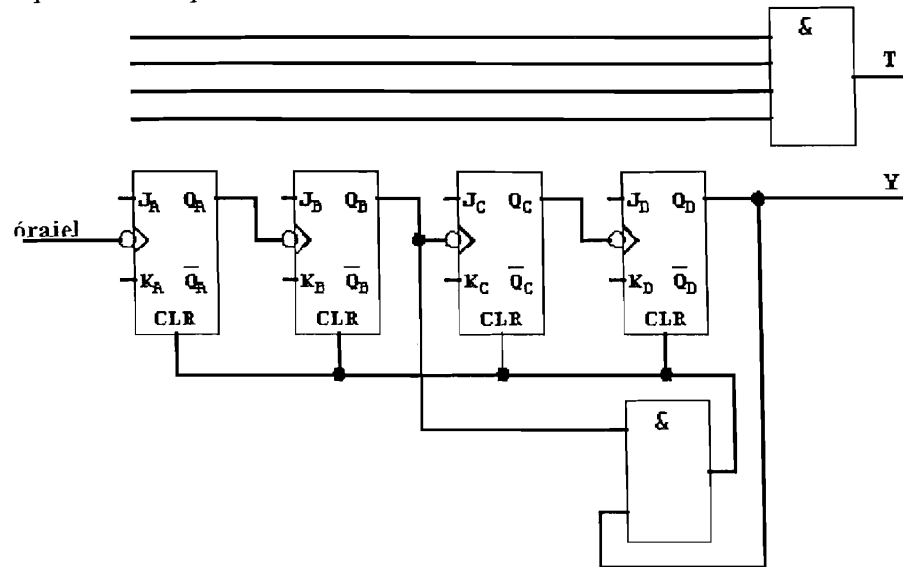 &
T
J_A Q_A J_B Q_B J_C Q_C J_D Q_D Y
órajel
K_A Q̅_A K_B Q̅_B K_C Q̅_C K_D Q̅_D
CLR CLR CLR CLR
&